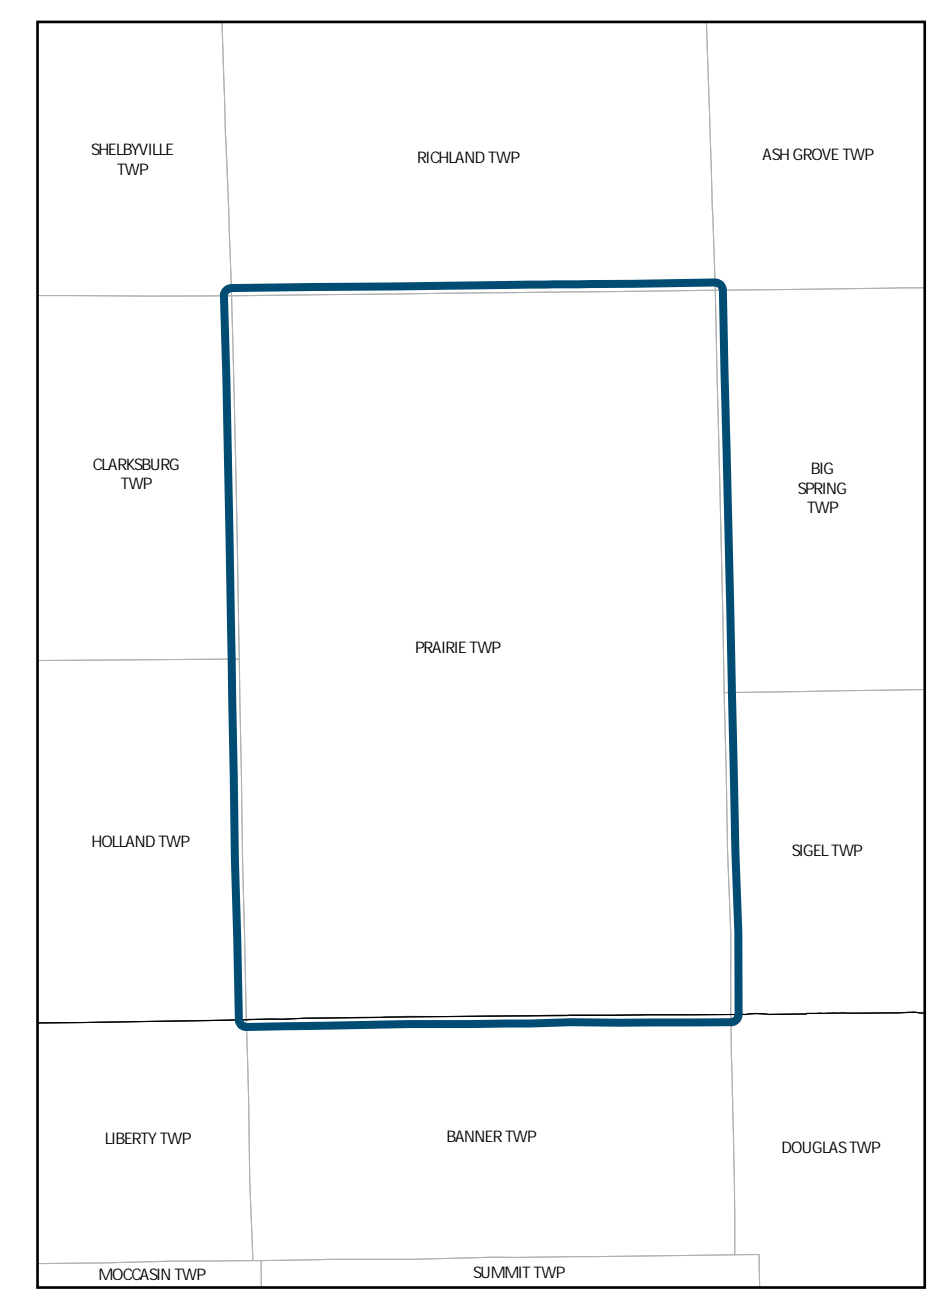 SHELBYVILLE
TWP
RICHLAND TWP
ASH GROVE TWP
CLARKSBURG
TWP
BIG
SPRING
TWP
PRAIRIE TWP
HOLLAND TWP
SIGEL TWP
LIBERTY TWP
BANNER TWP
DOUGLAS TWP
MOCCASIN TWP
SUMMIT TWP